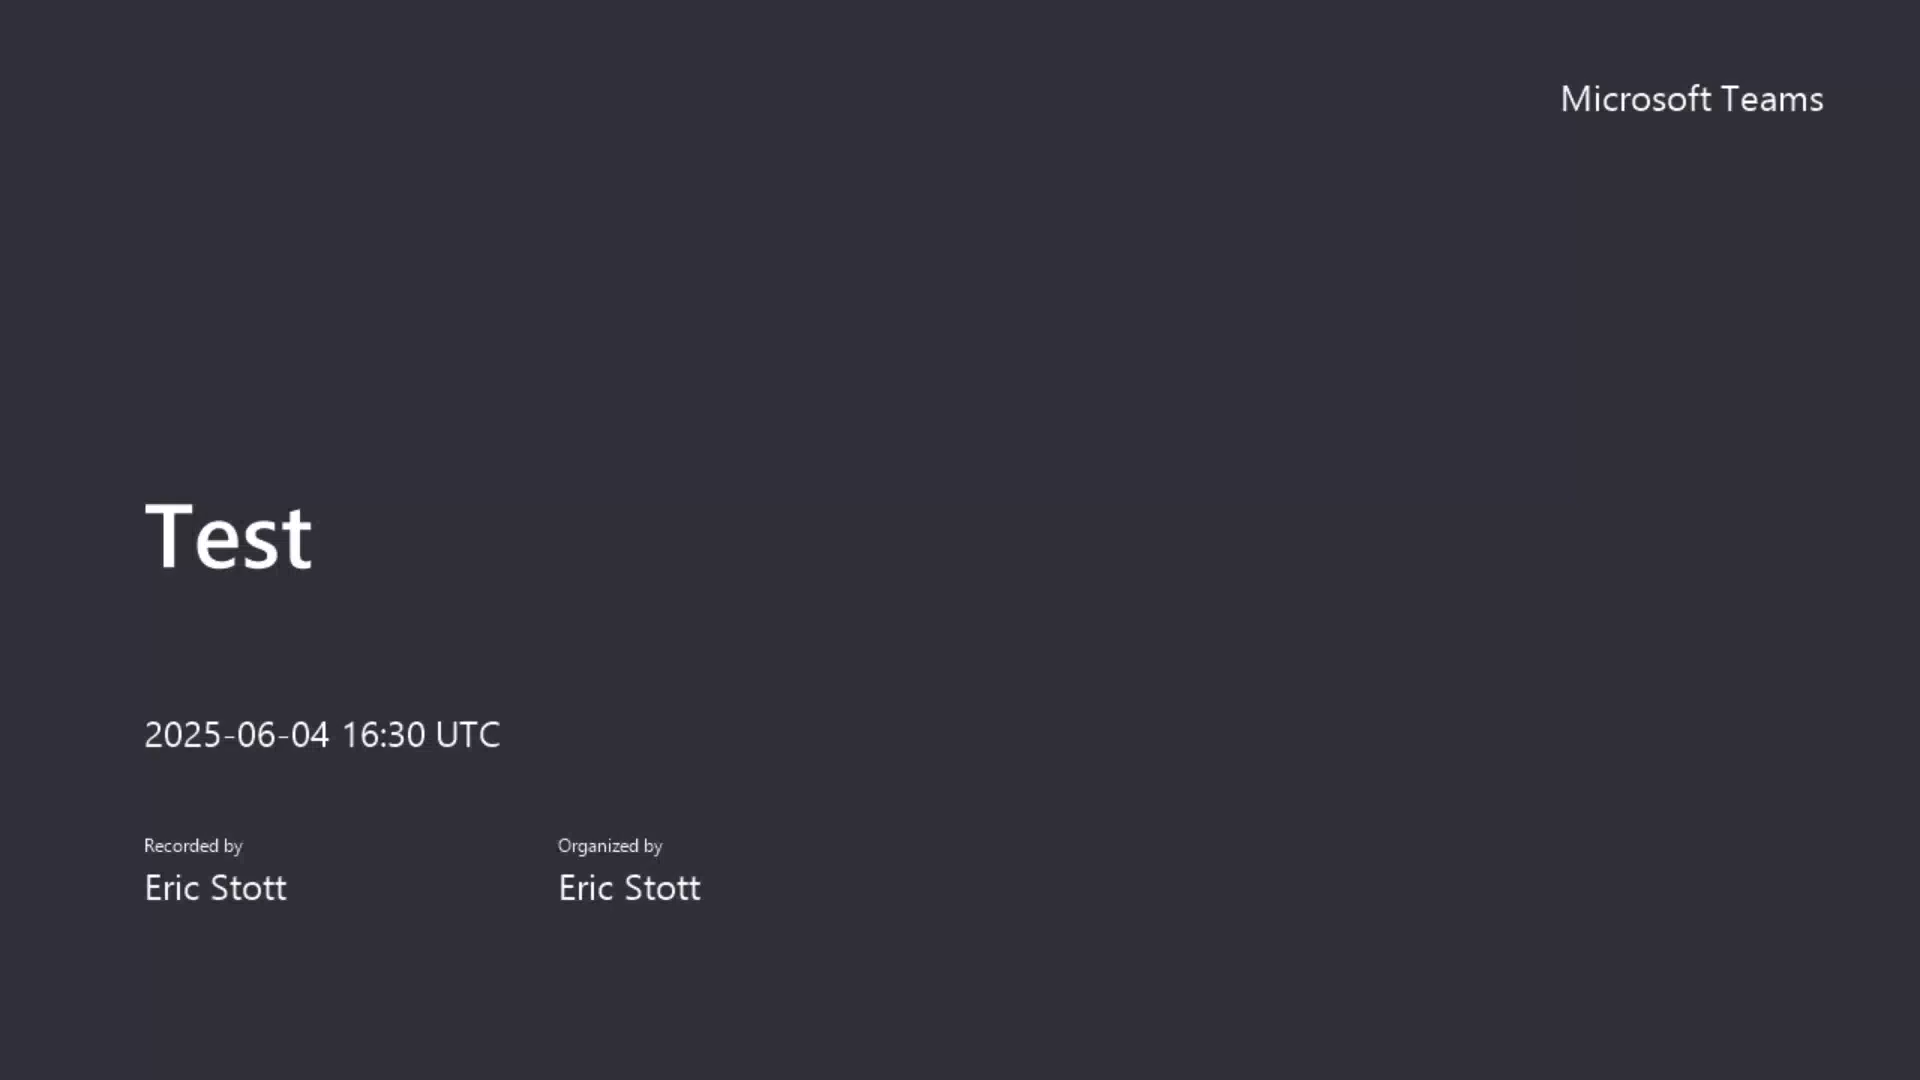 Microsoft Teams
Test
2025-06-04 16:30 UTC
Recorded by
Eric Stott
Organized by
Eric Stott